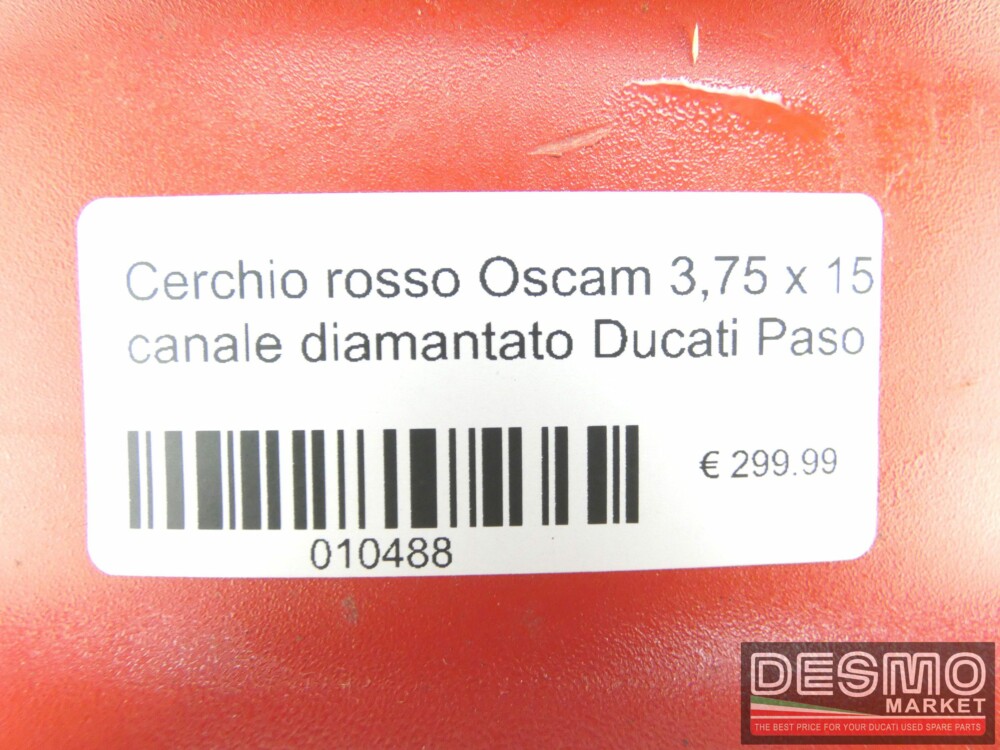 Cerchio rosso Oscam 3,75 x 15
canale diamantato Ducati Paso
€ 299.99
010488
DESMO
MARKET
THE BEST PRICE FOR YOUR DUCATI USED SPARE PARTS